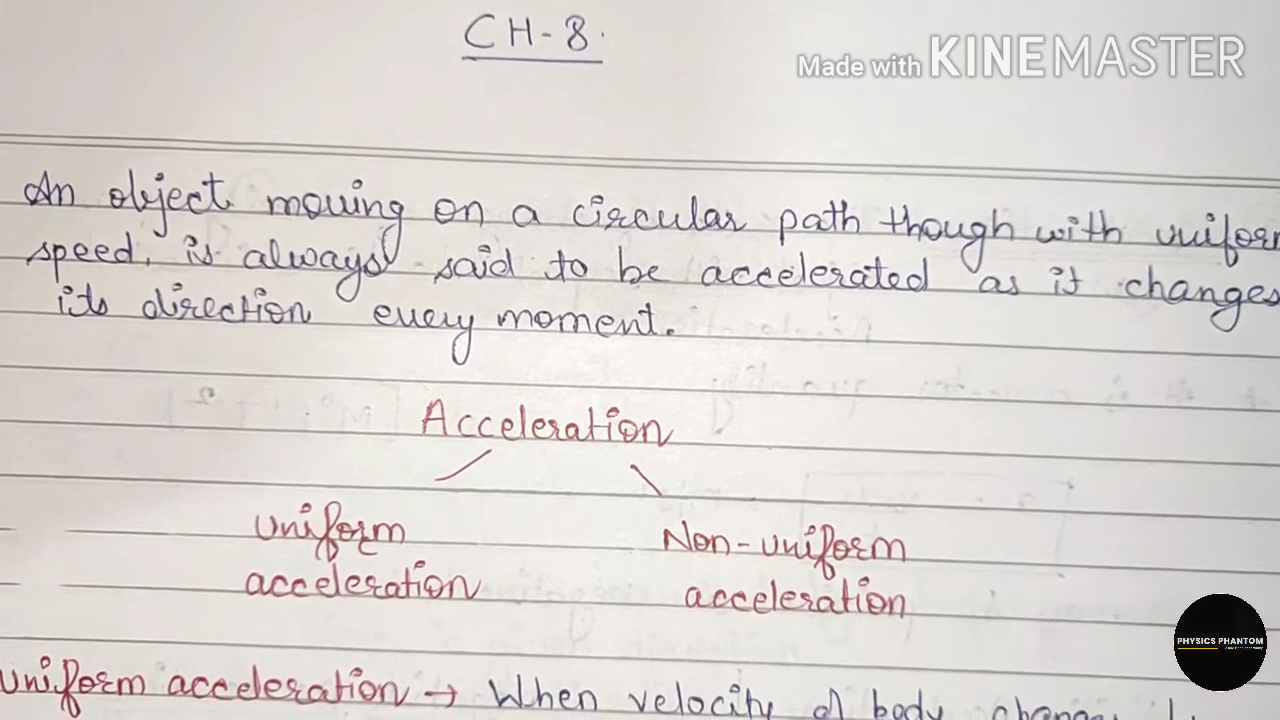 CH-8.
Made with KINEMASTER
An object moving on a circular path though with unifor
speed, is always said to be accelerated as it changes
its direction every moment.
Acceleration
Uniform
acceleration
Non-uniform
acceleration
PHYSICS PHANTOM
Uniform acceleration → When velocity of body